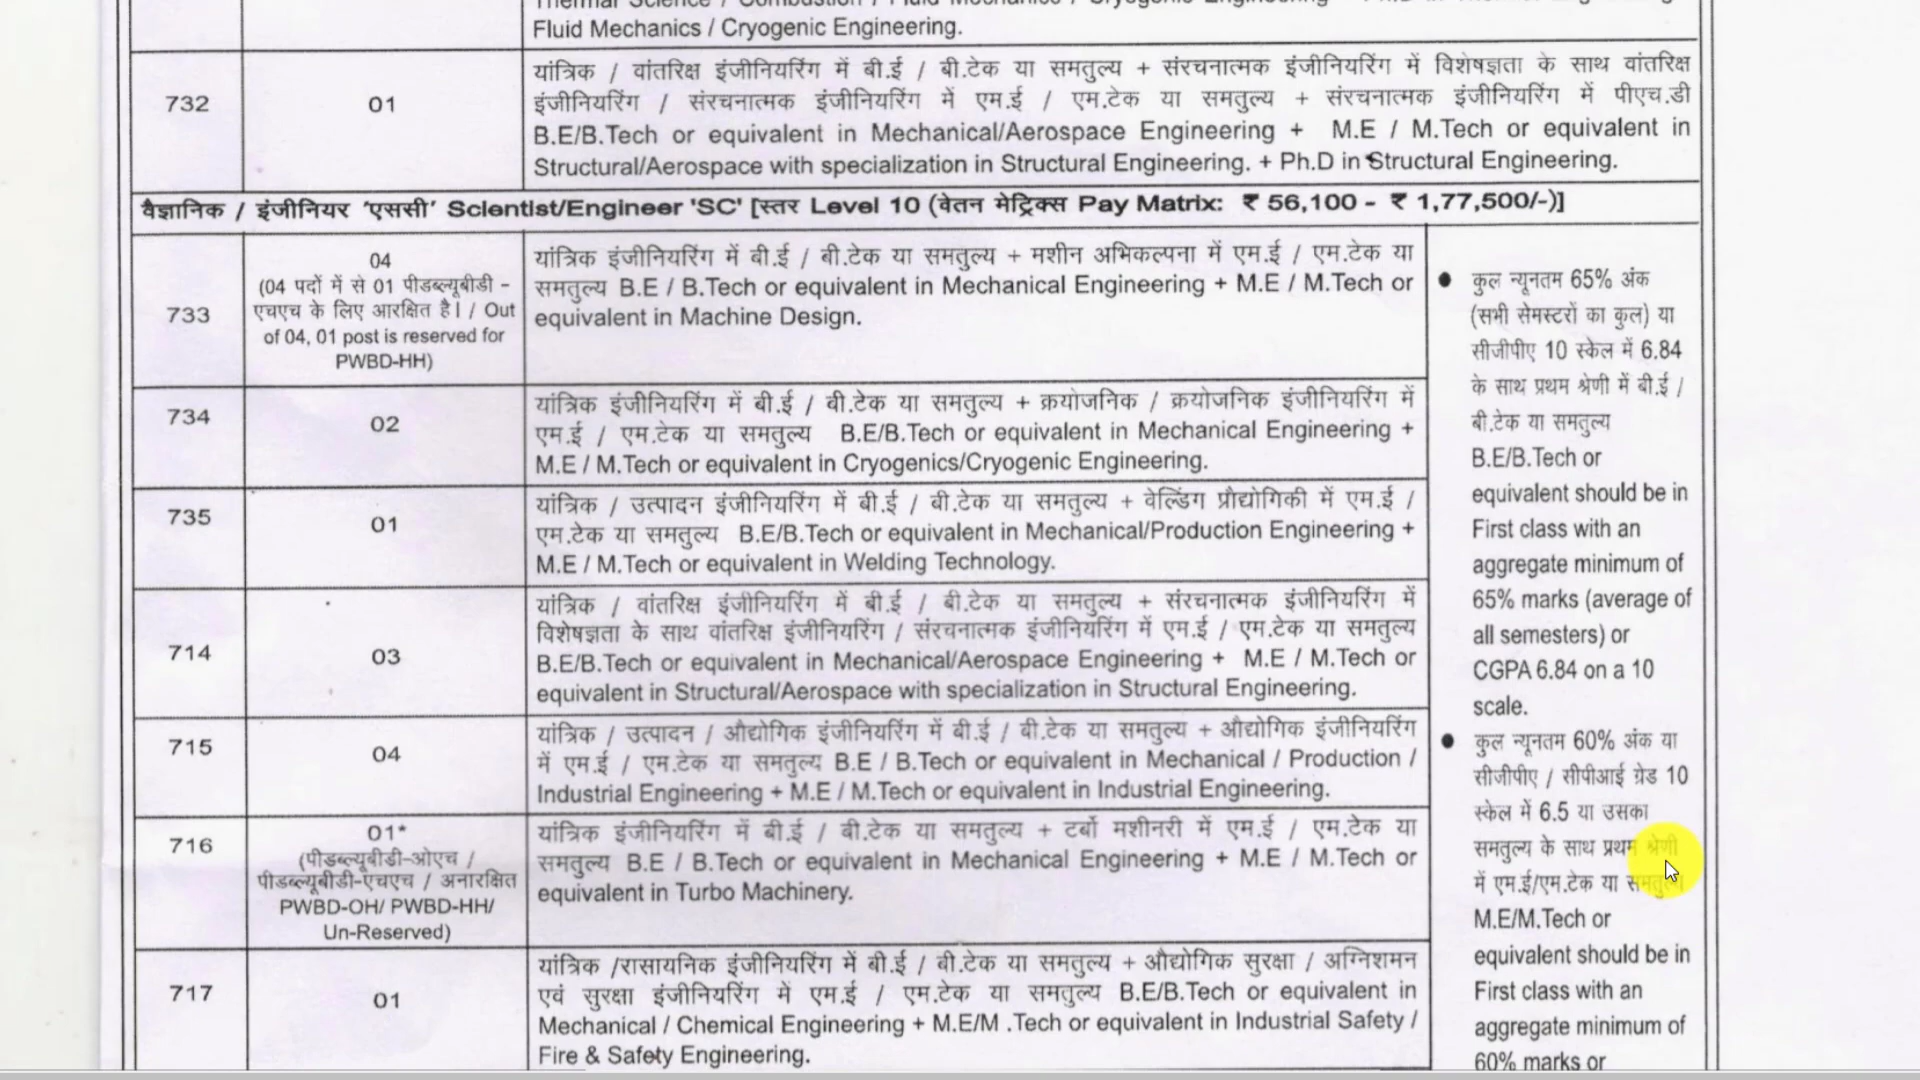 Fluid Mechanics / Cryogenic Engineering.
732
01
यांत्रिक / वांतरिक्ष इंजीनियरिंग में बी.ई / बी.टेक या समतुल्य + संरचनात्मक इंजीनियरिंग में विशेषज्ञता के साथ वांतरिक्ष
इंजीनियरिंग / संरचनात्मक इंजीनियरिंग में एम.ई / एम.टेक या समतुल्य + संरचनात्मक इंजीनियरिंग में पीएच.डी
B.E/B.Tech or equivalent in Mechanical/Aerospace Engineering + M.E / M.Tech or equivalent in
Structural/Aerospace with specialization in Structural Engineering. + Ph.D in Structural Engineering.
वैज्ञानिक / इंजीनियर 'एससी' Scientist/Engineer 'SC' [स्तर Level 10 (वेतन मेट्रिक्स Pay Matrix: ₹ 56,100 - ₹ 1,77,500/-)]
733
04
(04 पदों में से 01 पीडब्ल्यूबीडी -
एचएच के लिए आरक्षित है। / Out
of 04, 01 post is reserved for
PWBD-HH)
यांत्रिक इंजीनियरिंग में बी.ई / बी.टेक या समतुल्य + मशीन अभिकल्पना में एम.ई / एम.टेक या
समतुल्य B.E / B.Tech or equivalent in Mechanical Engineering + M.E / M.Tech or
equivalent in Machine Design.
734
02
यांत्रिक इंजीनियरिंग में बी.ई / बी.टेक या समतुल्य + क्रयोजनिक / क्रयोजनिक इंजीनियरिंग में
एम.ई / एम.टेक या समतुल्य B.E/B.Tech or equivalent in Mechanical Engineering +
M.E / M.Tech or equivalent in Cryogenics/Cryogenic Engineering.
735
01
यांत्रिक / उत्पादन इंजीनियरिंग में बी.ई / बी.टेक या समतुल्य + वेल्डिंग प्रौद्योगिकी में एम.ई /
एम.टेक या समतुल्य B.E/B.Tech or equivalent in Mechanical/Production Engineering +
M.E / M.Tech or equivalent in Welding Technology.
714
03
यांत्रिक / वांतरिक्ष इंजीनियरिंग में बी.ई / बी.टेक या समतुल्य + संरचनात्मक इंजीनियरिंग में
विशेषज्ञता के साथ वांतरिक्ष इंजीनियरिंग / संरचनात्मक इंजीनियरिंग में एम.ई / एम.टेक या समतुल्य
B.E/B.Tech or equivalent in Mechanical/Aerospace Engineering + M.E / M.Tech or
equivalent in Structural/Aerospace with specialization in Structural Engineering.
715
04
यांत्रिक / उत्पादन / औद्योगिक इंजीनियरिंग में बी.ई / बी.टेक या समतुल्य + औद्योगिक इंजीनियरिंग
में एम.ई / एम.टेक या समतुल्य B.E / B.Tech or equivalent in Mechanical / Production /
Industrial Engineering + M.E / M.Tech or equivalent in Industrial Engineering.
716
01*
(पीडब्ल्यूबीडी-ओएच /
पीडब्ल्यूबीडी-एचएच / अनारक्षित
PWBD-OH/ PWBD-HH/
Un-Reserved)
यांत्रिक इंजीनियरिंग में बी.ई / बी.टेक या समतुल्य + टर्बो मशीनरी में एम.ई / एम.टेक या
समतुल्य B.E / B.Tech or equivalent in Mechanical Engineering + M.E / M.Tech or
equivalent in Turbo Machinery.
717
01
यांत्रिक /रासायनिक इंजीनियरिंग में बी.ई / बी.टेक या समतुल्य + औद्योगिक सुरक्षा / अग्निशमन
एवं सुरक्षा इंजीनियरिंग में एम.ई / एम.टेक या समतुल्य B.E/B.Tech or equivalent in
Mechanical / Chemical Engineering + M.E/M .Tech or equivalent in Industrial Safety /
Fire & Safety Engineering.
● कुल न्यूनतम 65% अंक
(सभी सेमस्टरों का कुल) या
सीजीपीए 10 स्केल में 6.84
के साथ प्रथम श्रेणी में बी.ई /
बी.टेक या समतुल्य
B.E/B.Tech or
equivalent should be in
First class with an
aggregate minimum of
65% marks (average of
all semesters) or
CGPA 6.84 on a 10
scale.
● कुल न्यूनतम 60% अंक या
सीजीपीए / सीपीआई ग्रेड 10
स्केल में 6.5 या उसका
समतुल्य के साथ प्रथम श्रेणी
में एम.ई/एम.टेक या समतुल्य
M.E/M.Tech or
equivalent should be in
First class with an
aggregate minimum of
60% marks or